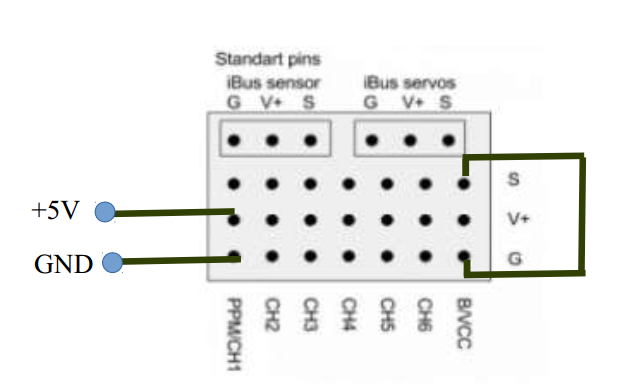 Standart pins
iBus sensor iBus servos
G V+ S G V+ S
S
+5V V+
GND G
PPM/CH1 CH2 CH3 CH4 CH5 CH6 B/VCC